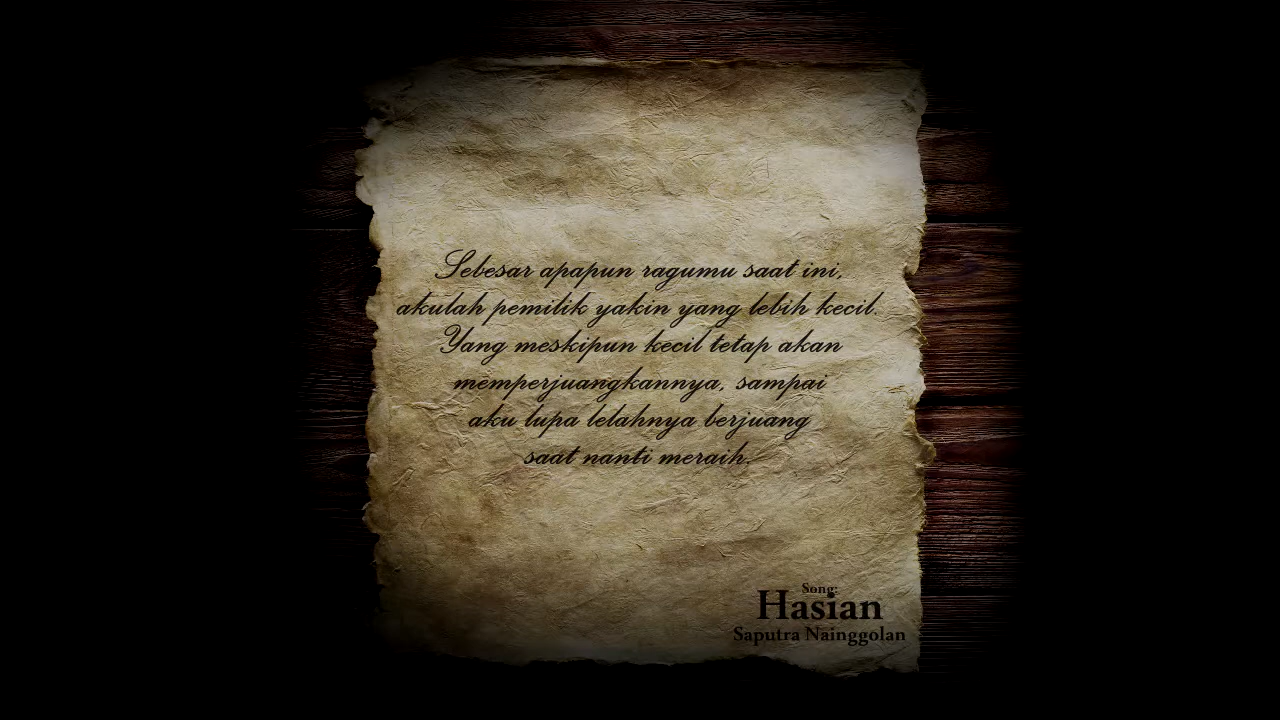 Sebesar apapun ragumu saat ini,
akulah pemilik yakin yang lebih kecil.
Yang meskipun kecil tetap akan
memperjuangkannya, sampai
aku lupa lelahnya berjuang
saat nanti meraih.
Song:
Hasian
Saputra Nainggolan